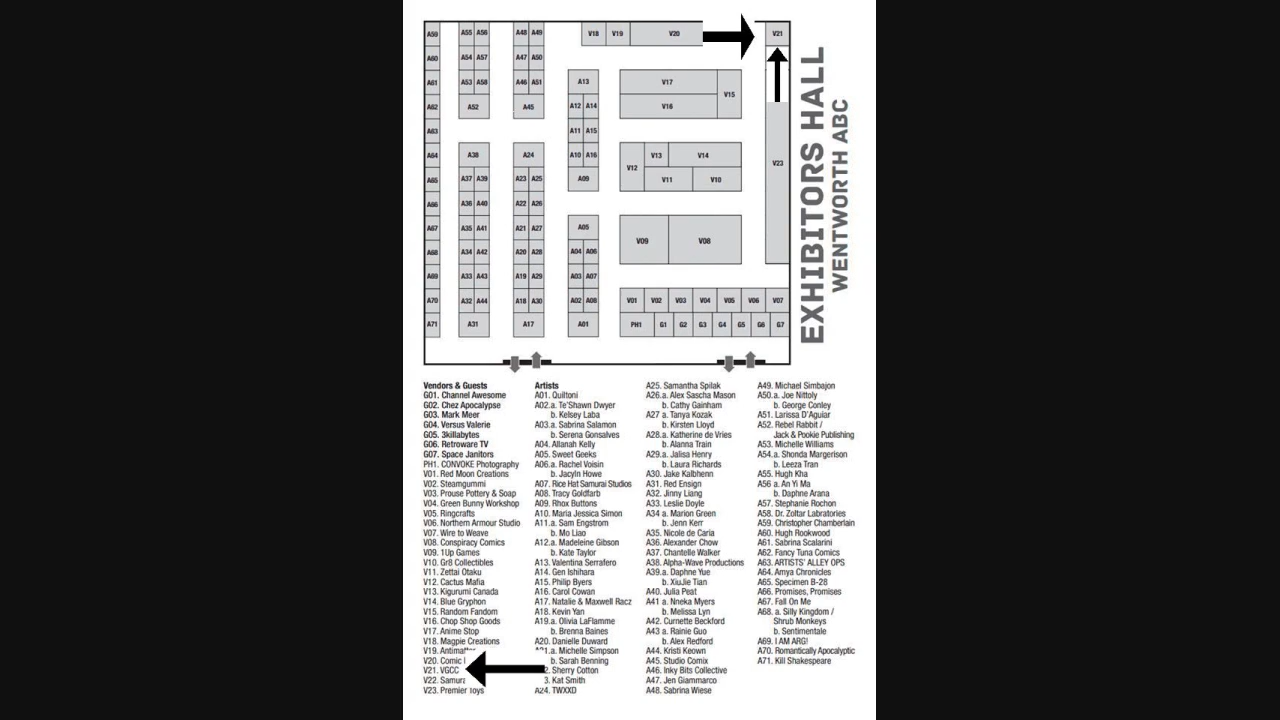 A59 A55 A56 A48 A49 V18 V19 V20 V21
A60 A54 A57 A47 A50
A61 A53 A58 A46 A51 A13 V17 V15
A62 A52 A45 A12 A14 V16
A63 A11 A15
A64 A38 A24 A10 A16 V13 V14 V12 V23
A65 A37 A39 A23 A25 A09 V11 V10
A66 A36 A40 A22 A26
A67 A35 A41 A21 A27 A05
A68 A34 A42 A20 A28 A04 A06 V09 V08
A69 A33 A43 A19 A29 A03 A07
A70 A32 A44 A18 A30 A02 A08 V01 V02 V03 V04 V05 V06 V07
A71 A31 A17 A01 PH1 G1 G2 G3 G4 G5 G6 G7
EXHIBITORS HALL
WENTWORTH ABC
Vendors & Guests
G01. Channel Awesome
G02. Chez Apocalypse
G03. Mark Meer
G04. Versus Valerie
G05. 3killabytes
G06. Retroware TV
G07. Space Janitors
PH1. CONVOKE Photography
V01. Red Moon Creations
V02. Steamgummi
V03. Prouse Pottery & Soap
V04. Green Bunny Workshop
V05. Ringcrafts
V06. Northern Armour Studio
V07. Wire to Weave
V08. Conspiracy Comics
V09. 1Up Games
V10. Gr8 Collectibles
V11. Zettai Otaku
V12. Cactus Mafia
V13. Kigurumi Canada
V14. Blue Gryphon
V15. Random Fandom
V16. Chop Shop Goods
V17. Anime Stop
V18. Magpie Creations
V19. Antimatter
V20. Comic
V21. VGCC
V22. Samura
V23. Premier Toys
Artists
A01. Quiltoni
A02.a. Te'Shawn Dwyer
b. Kelsey Laba
A03.a. Sabrina Salamon
b. Serena Gonsalves
A04. Allanah Kelly
A05. Sweet Geeks
A06.a. Rachel Voisin
b. Jacyln Howe
A07. Rice Hat Samurai Studios
A08. Tracy Goldfarb
A09. Rhox Buttons
A10. Maria Jessica Simon
A11.a. Sam Engstrom
b. Mo Liao
A12.a. Madeleine Gibson
b. Kate Taylor
A13. Valentina Serrafero
A14. Gen Ishihara
A15. Philip Byers
A16. Carol Cowan
A17. Natalie & Maxwell Racz
A18. Kevin Yan
A19.a. Olivia LaFlamme
b. Brenna Baines
A20. Danielle Duward
A21.a. Michelle Simpson
b. Sarah Benning
2. Sherry Cotton
3. Kat Smith
A24. TWXXD
A25. Samantha Spilak
A26.a. Alex Sascha Mason
b. Cathy Gainham
A27 a. Tanya Kozak
b. Kirsten Lloyd
A28.a. Katherine de Vries
b. Alanna Train
A29.a. Jalisa Henry
b. Laura Richards
A30. Jake Kalbhenn
A31. Red Ensign
A32. Jinny Liang
A33. Leslie Doyle
A34 a. Marion Green
b. Jenn Kerr
A35. Nicole de Caria
A36. Alexander Chow
A37. Chantelle Walker
A38. Alpha-Wave Productions
A39.a. Daphne Yue
b. XiuJie Tian
A40. Julia Peat
A41 a. Nneka Myers
b. Melissa Lyn
A42. Curnette Beckford
A43 a. Rainie Guo
b. Alex Redford
A44. Kristi Keown
A45. Studio Comix
A46. Inky Bits Collective
A47. Jen Giammarco
A48. Sabrina Wiese
A49. Michael Simbajon
A50.a. Joe Nittoly
b. George Conley
A51. Larissa D'Aguiar
A52. Rebel Rabbit /
Jack & Pookie Publishing
A53. Michelle Williams
A54.a. Shonda Margerison
b. Leeza Tran
A55. Hugh Kha
A56 a. An Yi Ma
b. Daphne Arana
A57. Stephanie Rochon
A58. Dr. Zoltar Labratories
A59. Christopher Chamberlain
A60. Hugh Rookwood
A61. Sabrina Scalarini
A62. Fancy Tuna Comics
A63. ARTISTS' ALLEY OPS
A64. Amya Chronicles
A65. Specimen B-28
A66. Promises, Promises
A67. Fall On Me
A68. a. Silly Kingdom /
Shrub Monkeys
b. Sentimentale
A69. I AM ARG!
A70. Romantically Apocalyptic
A71. Kill Shakespeare